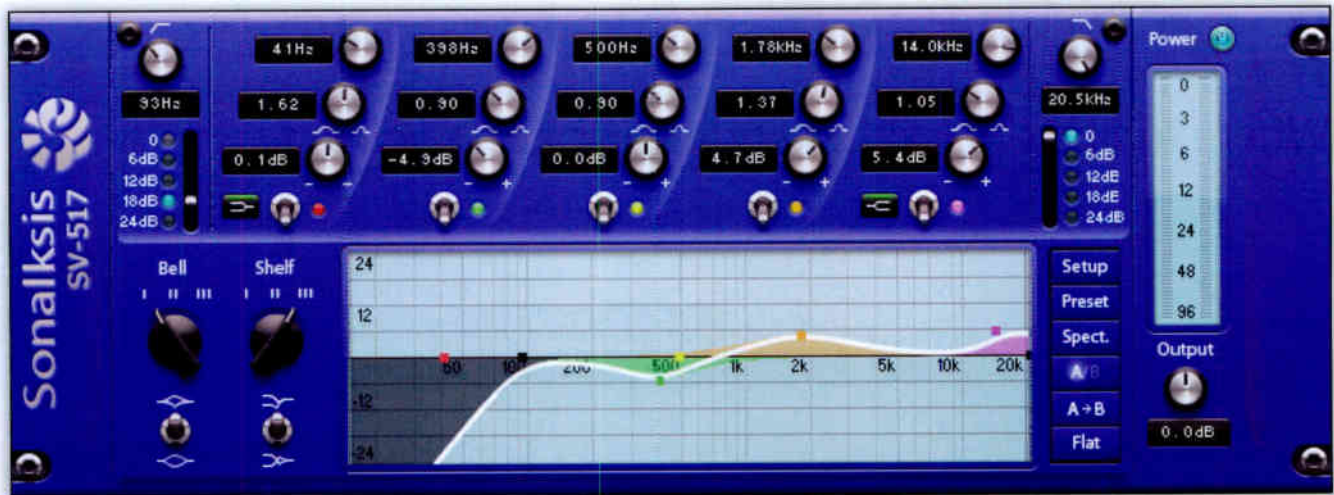 Sonalksis
SV-517
93Hz
0
6dB
12dB
18dB
24dB
41Hz
398Hz
500Hz
1.78kHz
14.0kHz
1.62
0.90
0.90
1.37
1.05
0.1dB
-4.9dB
0.0dB
4.7dB
5.4dB
- +
- +
- +
- +
- +
20.5kHz
0
6dB
12dB
18dB
24dB
Bell
I II III
Shelf
I II III
24
12
50 100 200 500 1k 2k 5k 10k 20k
-12
-24
Setup
Preset
Spect.
A/B
A→B
Flat
Power
0
3
6
12
24
48
96
Output
0.0dB